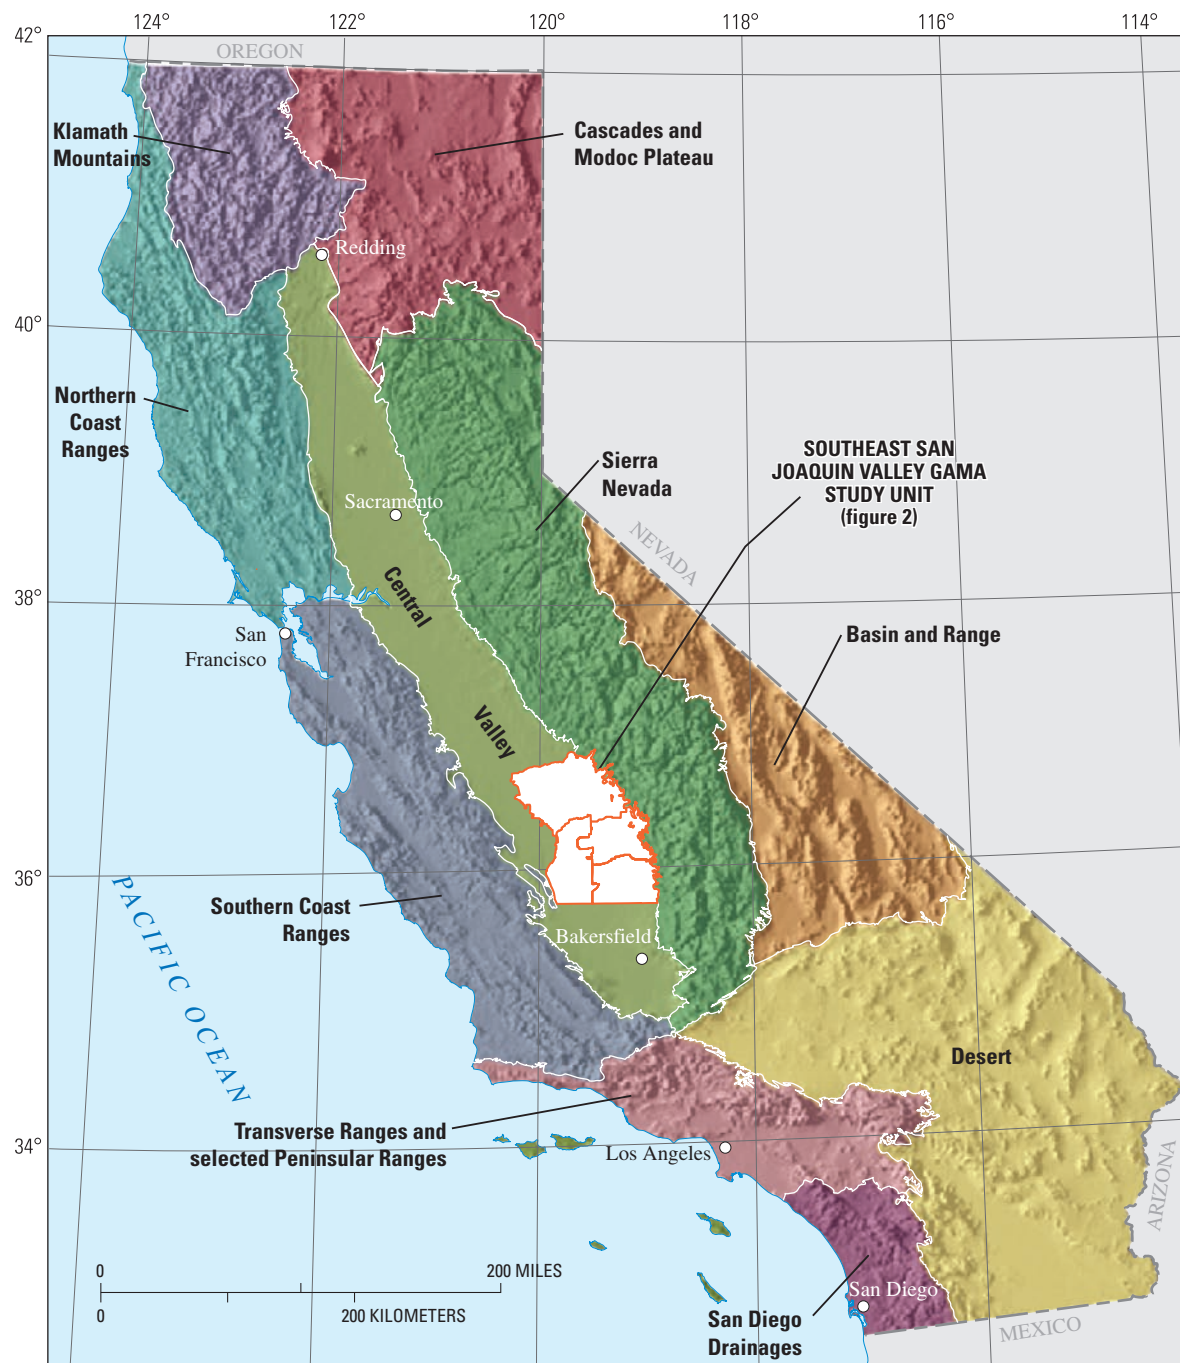 124°
122°
120°
118°
116°
114°
42°
OREGON
Klamath
Mountains
Cascades and
Modoc Plateau
Redding
40°
Northern
Coast
Ranges
Sierra
Nevada
SOUTHEAST SAN
JOAQUIN VALLEY GAMA
STUDY UNIT
(figure 2)
Sacramento
NEVADA
Central
Valley
38°
San
Francisco
Basin and Range
36°
PACIFIC OCEAN
Southern Coast
Ranges
Bakersfield
Desert
34°
Transverse Ranges and
selected Peninsular Ranges
Los Angeles
ARIZONA
0
200 MILES
0
200 KILOMETERS
San Diego
San Diego
Drainages
MEXICO